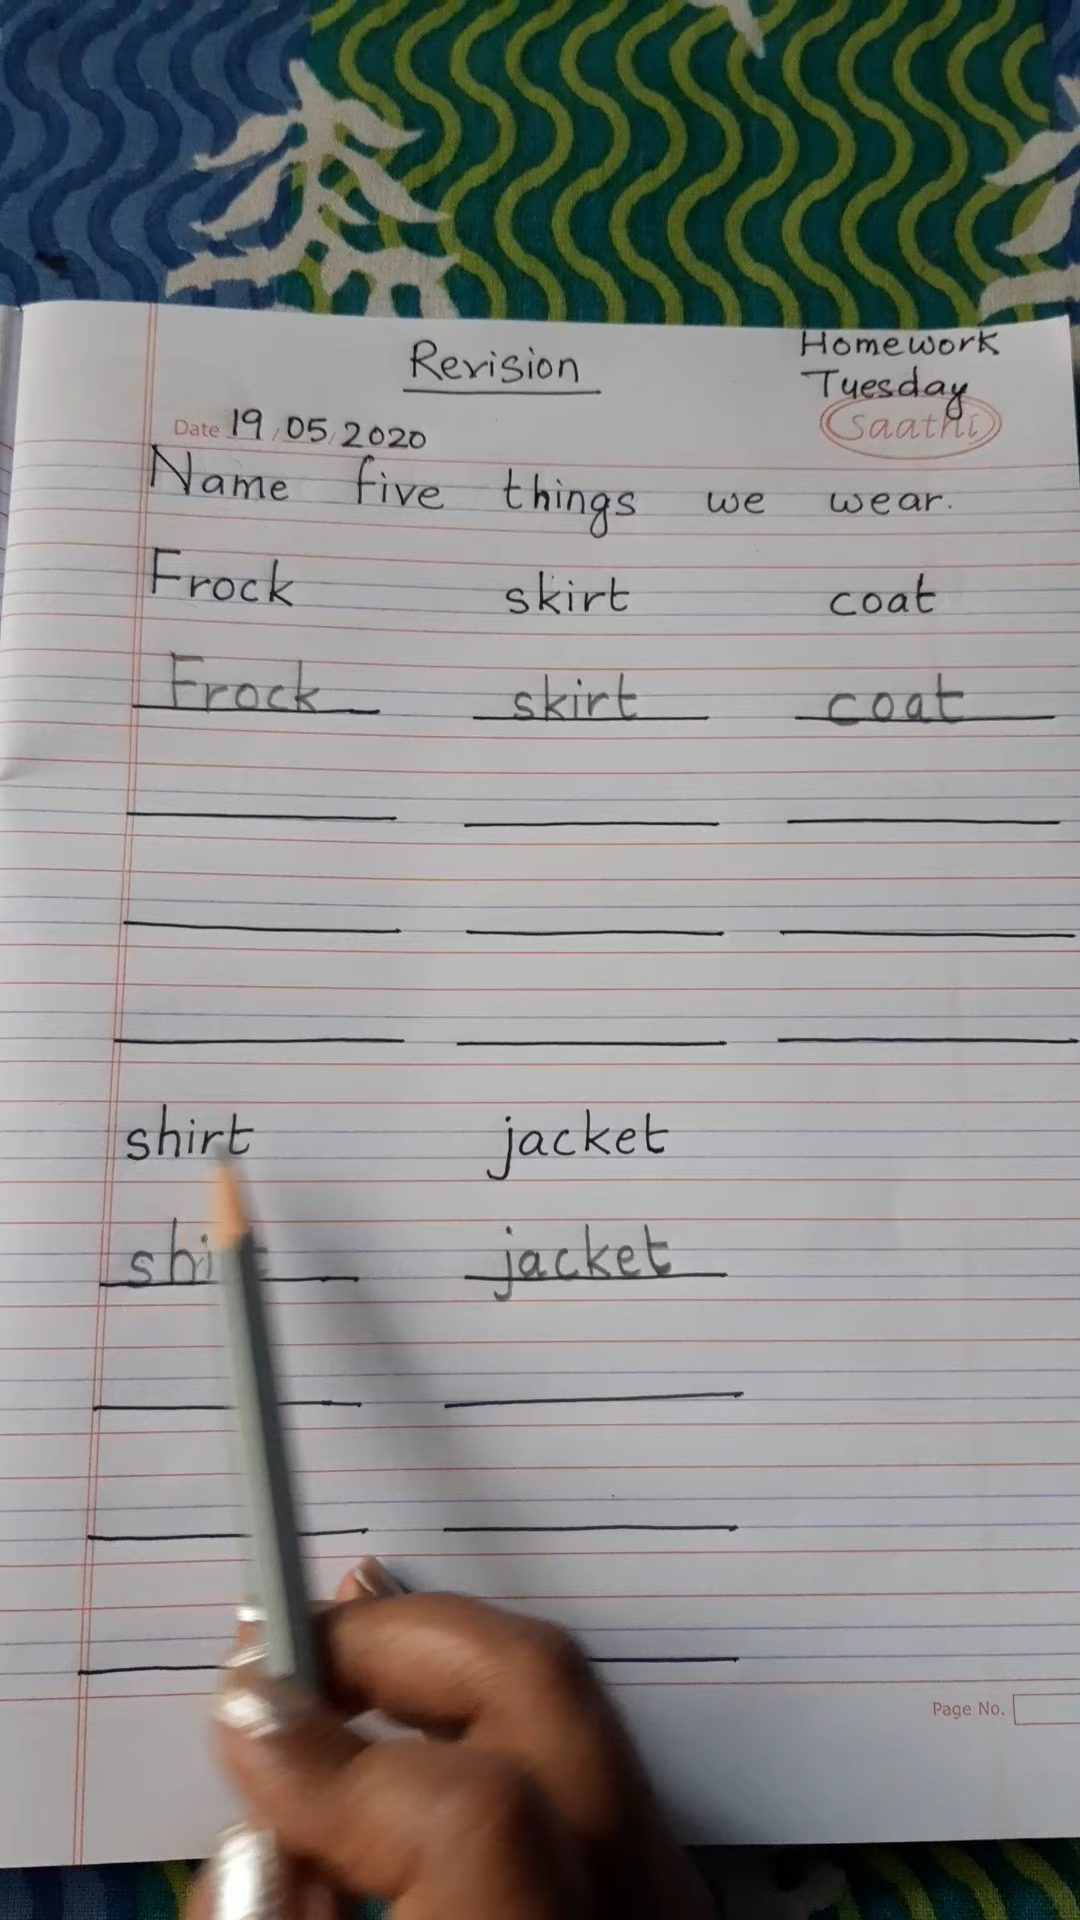 Homework
Revision
Tuesday
Saathi
Date 19/05/2020
Name five things we wear.
Frock skirt coat
Frock skirt coat
shirt jacket
jacket
Page No.